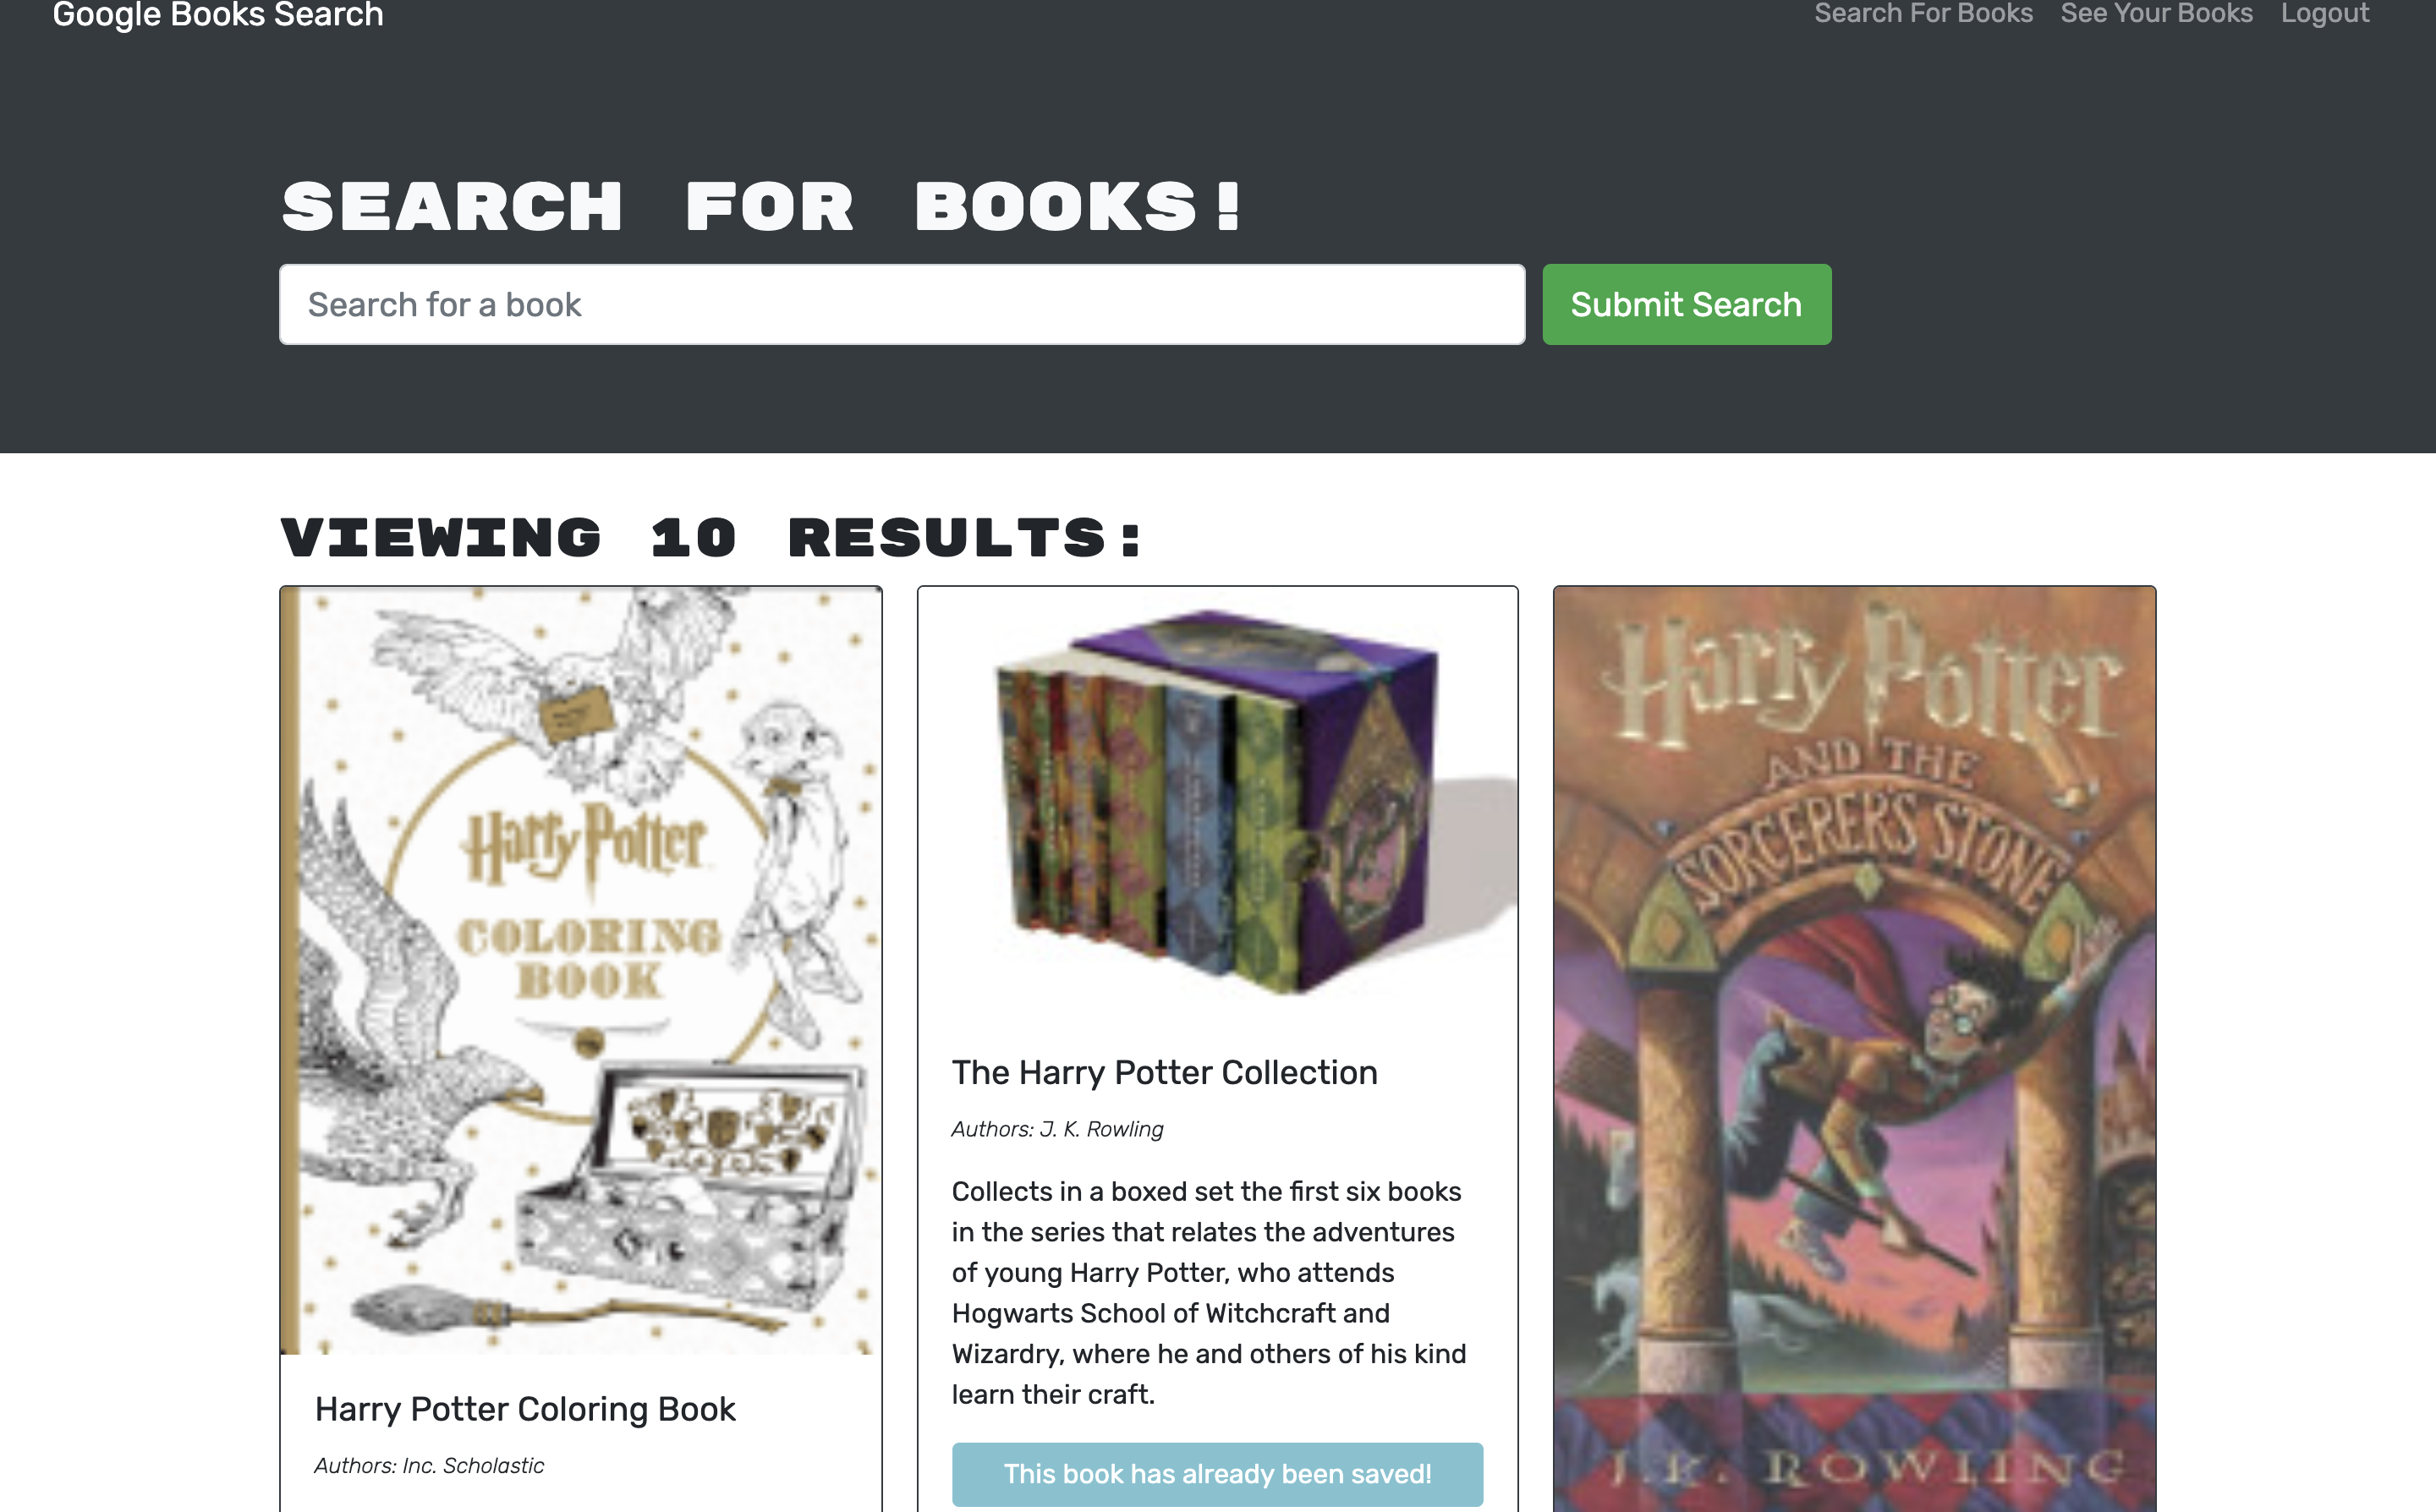 Google Books Search
Search For Books
See Your Books
Logout
SEARCH FOR BOOKS!
Search for a book
Submit Search
VIEWING 10 RESULTS:
Harry Potter
COLORING
BOOK
Harry Potter Coloring Book
Authors: Inc. Scholastic
The Harry Potter Collection
Authors: J. K. Rowling
Collects in a boxed set the first six books
in the series that relates the adventures
of young Harry Potter, who attends
Hogwarts School of Witchcraft and
Wizardry, where he and others of his kind
learn their craft.
This book has already been saved!
Harry Potter
AND THE
SORCERER'S STONE
J.K. ROWLING